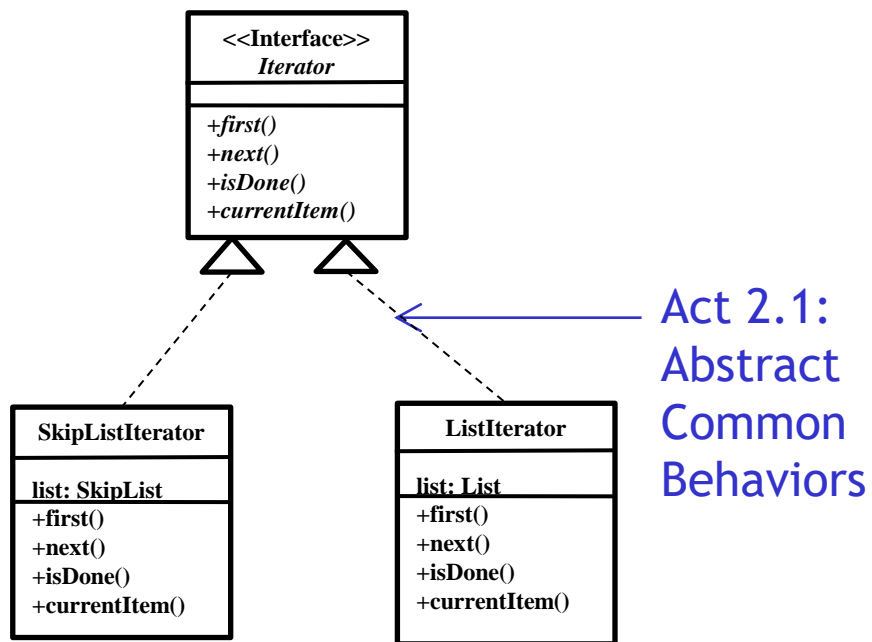 <<Interface>>
Iterator
+first()
+next()
+isDone()
+currentItem()
Act 2.1:
Abstract
Common
Behaviors
SkipListIterator
list: SkipList
+first()
+next()
+isDone()
+currentItem()
ListIterator
list: List
+first()
+next()
+isDone()
+currentItem()